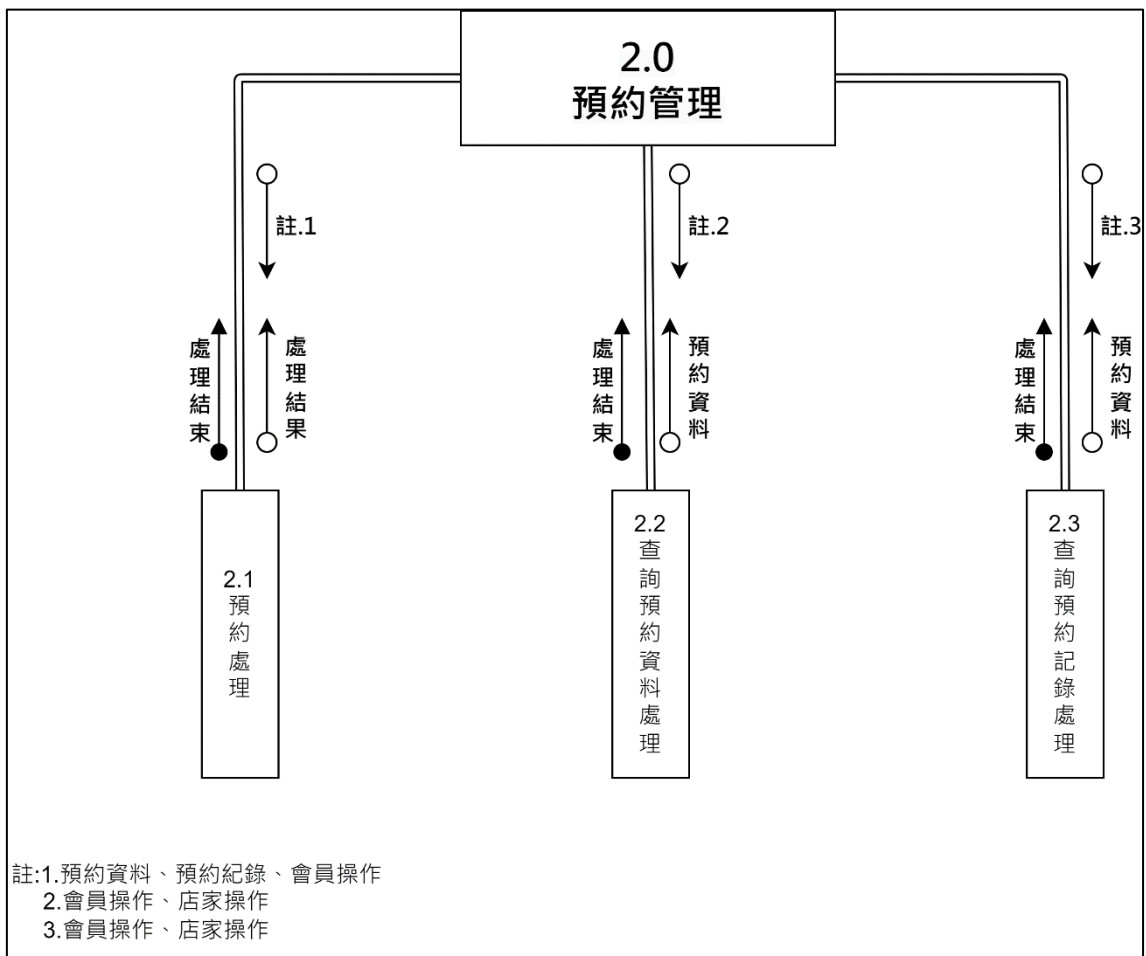 2.0
預約管理
註.1
註.2
註.3
處理結束
處理結果
處理結束
預約資料
處理結束
預約資料
2.1
預約處理
2.2
查詢預約資料處理
2.3
查詢預約記錄處理
註:1.預約資料、預約紀錄、會員操作
2.會員操作、店家操作
3.會員操作、店家操作